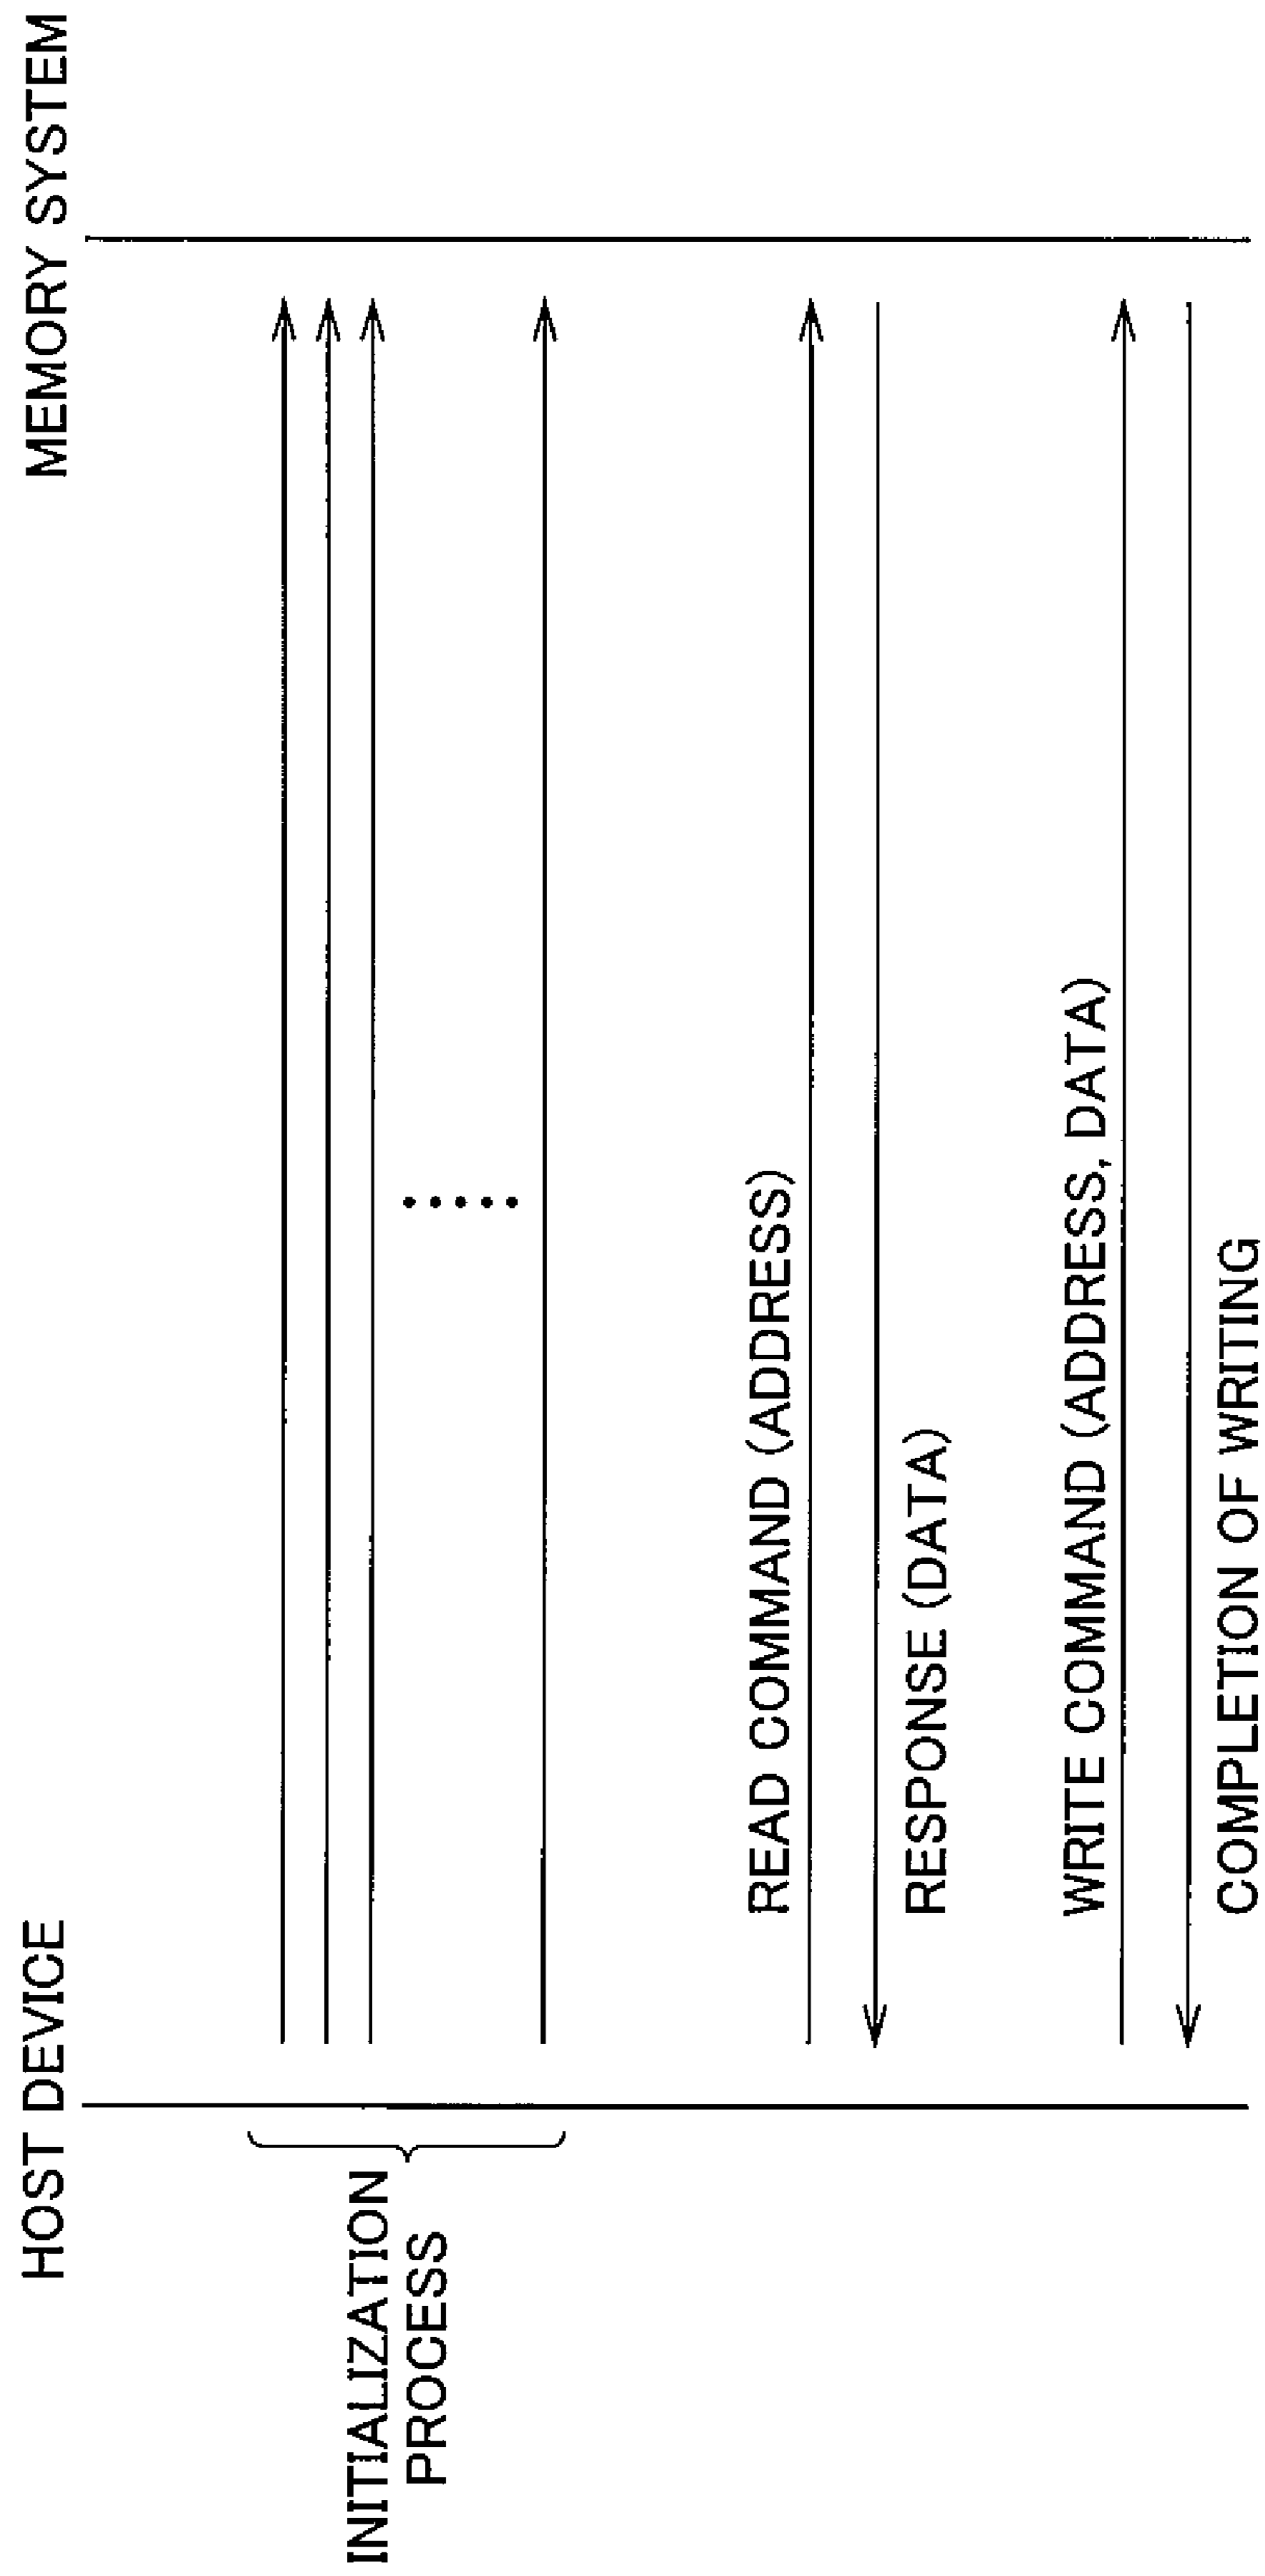 HOST DEVICE
MEMORY SYSTEM
INITIALIZATION
PROCESS
READ COMMAND (ADDRESS)
RESPONSE (DATA)
WRITE COMMAND (ADDRESS, DATA)
COMPLETION OF WRITING